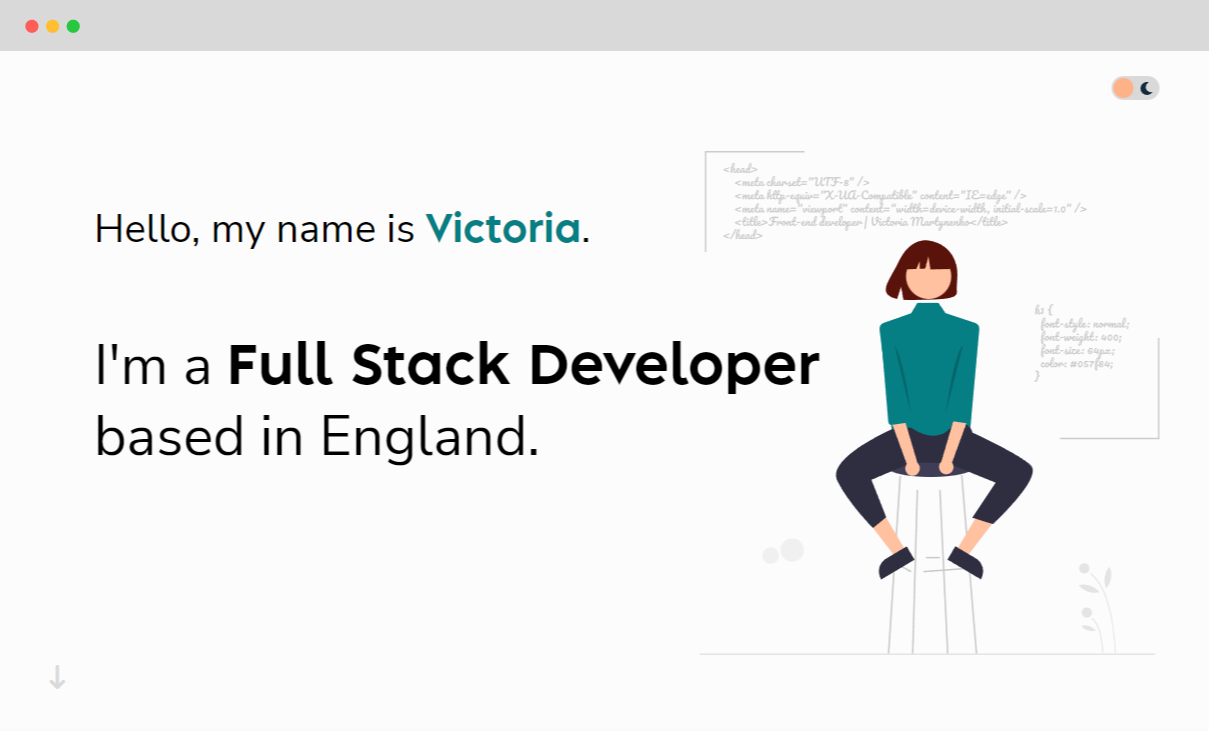 Hello, my name is Victoria.
I'm a Full Stack Developer
based in England.
<head>
<meta charset="UTF-8" />
<meta http-equiv="X-UA-Compatible" content="IE=edge" />
<meta name="viewport" content="width=device-width, initial-scale=1.0" />
<title>Front-end developer | Victoria Martynenko</title>
</head>
h1 {
font-style: normal;
font-weight: 400;
font-size: 64px;
color: #057f84;
}